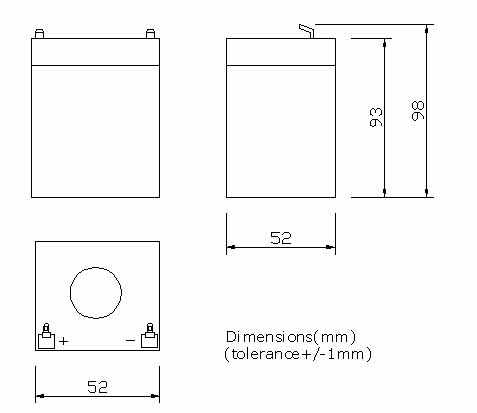 93
98
52
+ −
52
Dimensions(mm)
(tolerance+/-1mm)